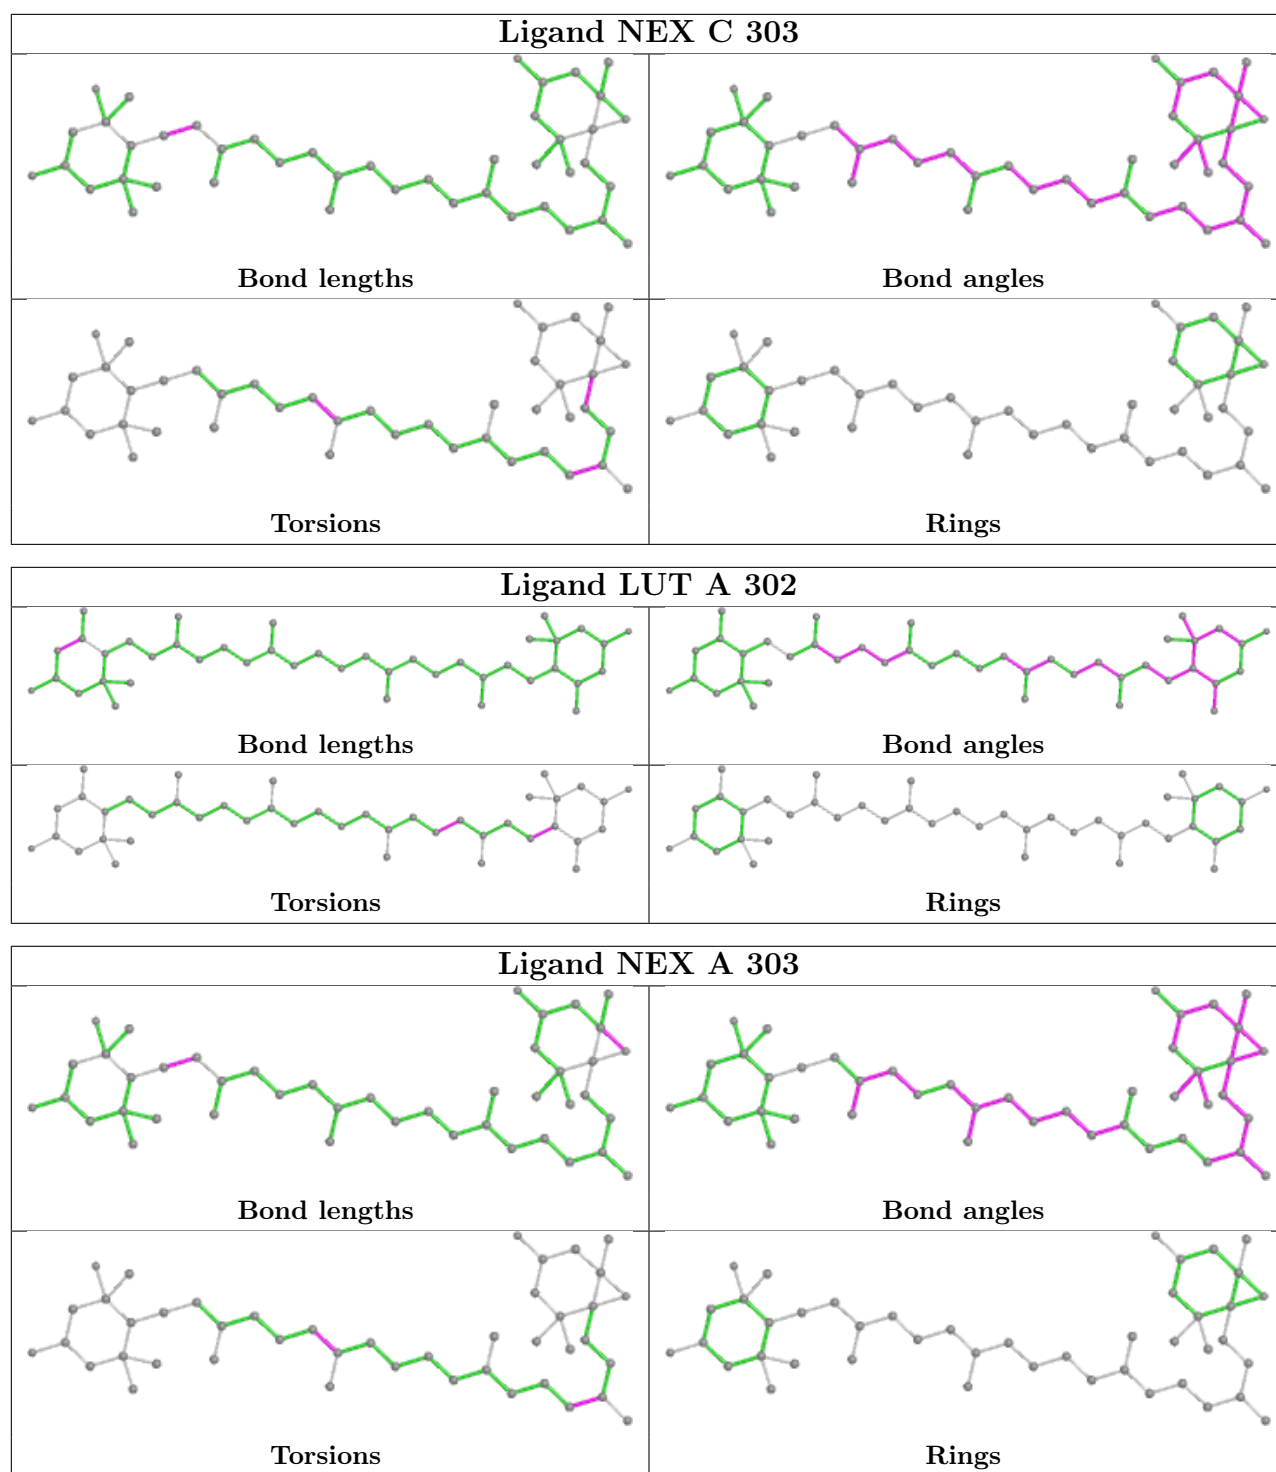 Ligand NEX C 303
Bond lengths
Bond angles
Torsions
Rings
Ligand LUT A 302
Bond lengths
Bond angles
Torsions
Rings
Ligand NEX A 303
Bond lengths
Bond angles
Torsions
Rings